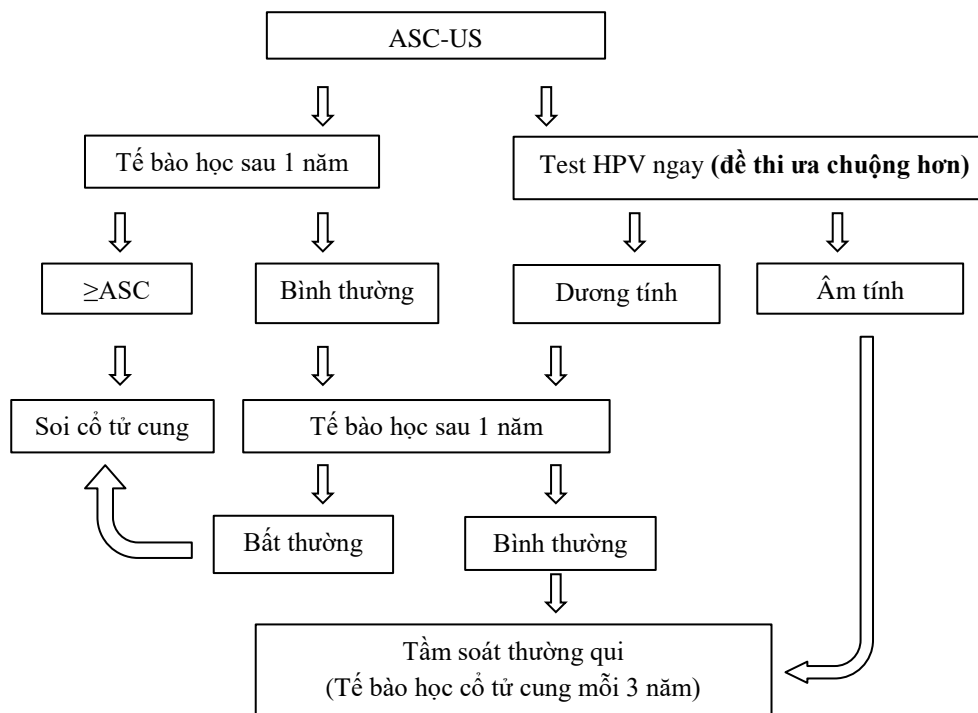 ASC-US
Tế bào học sau 1 năm
Test HPV ngay (đề thi ưa chuộng hơn)
≥ASC
Bình thường
Dương tính
Âm tính
Soi cổ tử cung
Tế bào học sau 1 năm
Bất thường
Bình thường
Tầm soát thường qui
(Tế bào học cổ tử cung mỗi 3 năm)